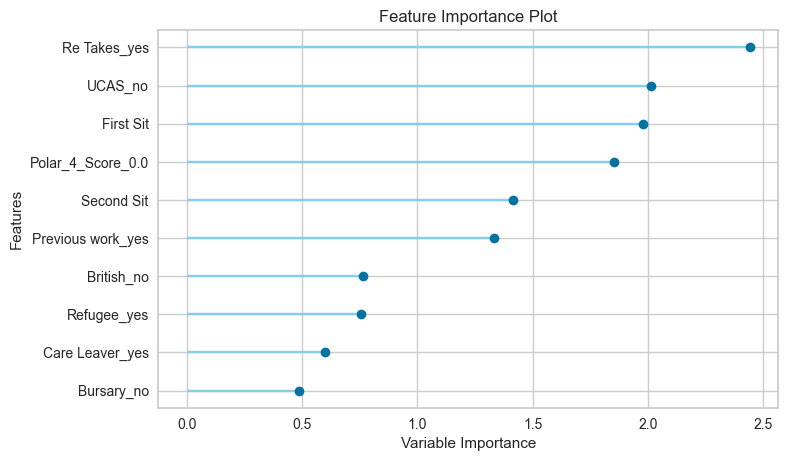 Feature Importance Plot
Re Takes_yes
UCAS_no
First Sit
Polar_4_Score_0.0
Second Sit
Previous work_yes
British_no
Refugee_yes
Care Leaver_yes
Bursary_no
Features
0.0 0.5 1.0 1.5 2.0 2.5
Variable Importance